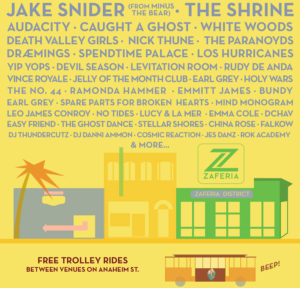 JAKE SNIDER (FROM MINUS THE BEAR) • THE SHRINE
AUDACITY • CAUGHT A GHOST • WHITE WOODS
DEATH VALLEY GIRLS • NICK THUNE • THE PARANOYDS
DRÆMINGS • SPENDTIME PALACE • LOS HURRICANES
YIP YOPS • DEVIL SEASON • LEVITATION ROOM • RUDY DE ANDA
VINCE ROYALE • JELLY OF THE MONTH CLUB • EARL GREY • HOLY WARS
THE NO. 44 • RAMONDA HAMMER • EMMITT JAMES • BUNDY
EARL GREY • SPARE PARTS FOR BROKEN HEARTS • MIND MONOGRAM
LEO JAMES CONROY • NO TIDES • LUCY & LA MER • EMMA COLE • DCHAY
EASY FRIEND • THE GHOST DANCE • STELLAR SHORES • CHINA ROSE • FALKOW
DJ THUNDERCUTZ • DJ DANNI AMMON • COSMIC REACTION • JES DANZ • ROK ACADEMY
& MORE...
ZAFERIA
ZAFERIA DISTRICT
FREE TROLLEY RIDES
BETWEEN VENUES ON ANAHEIM ST.
BEEP!